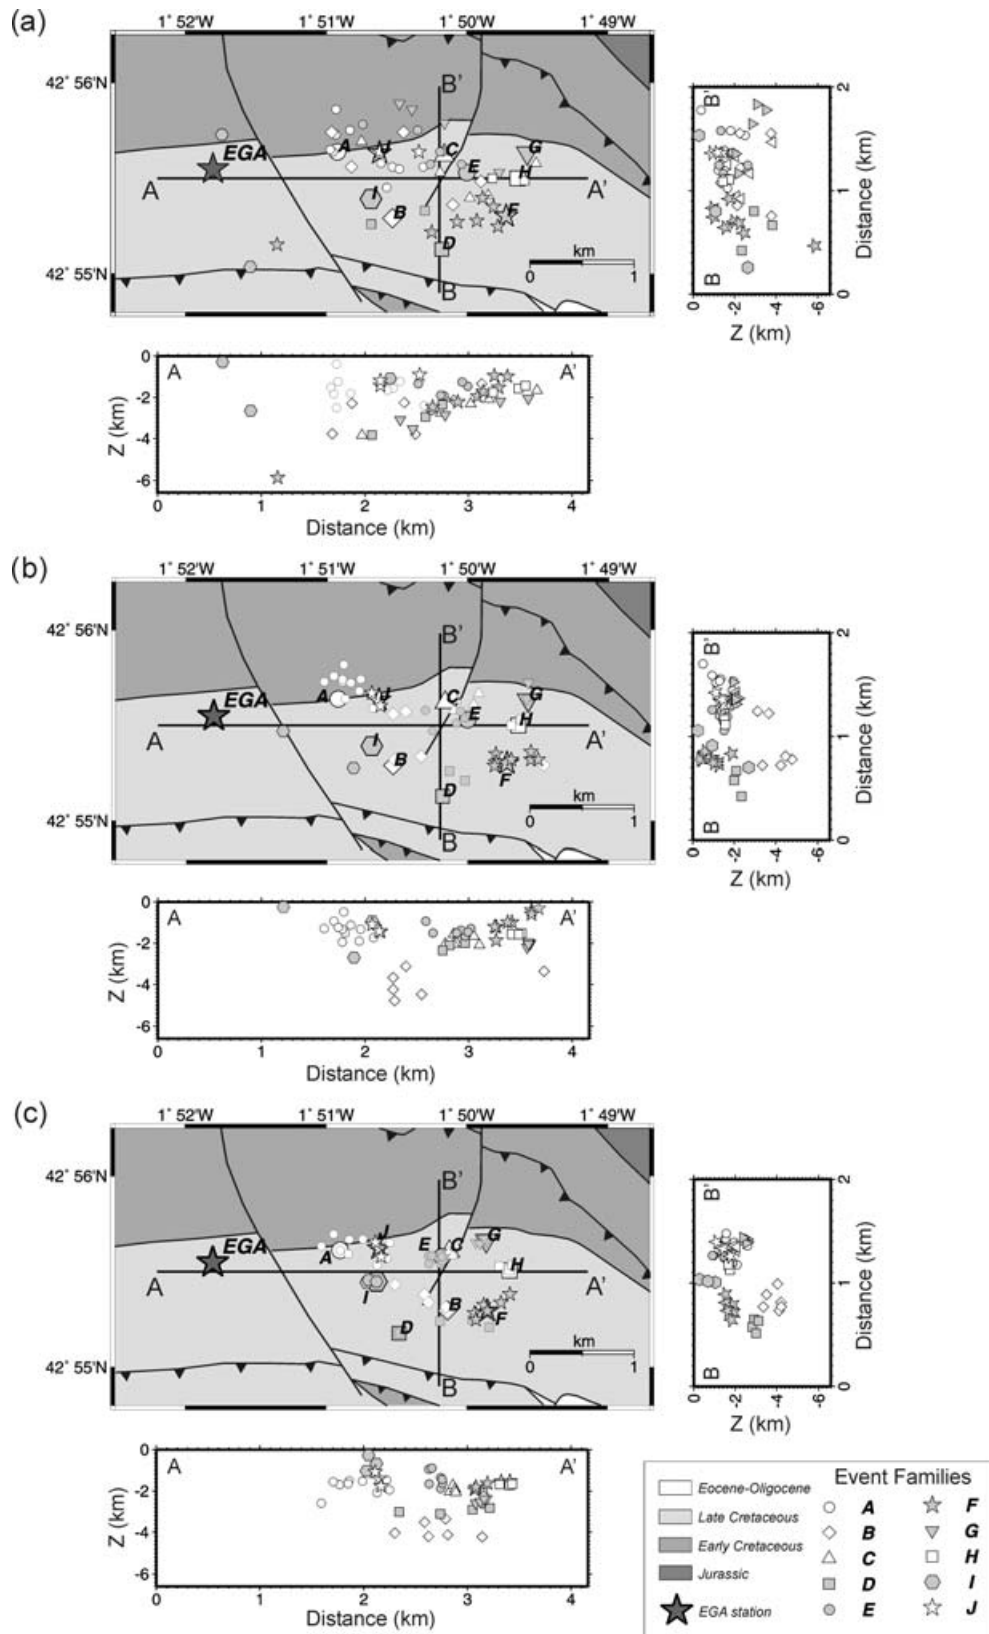 (a)
1° 52'W 1° 51'W 1° 50'W 1° 49'W
42° 56'N
42° 55'N
EGA
A A'
B'
B
A J C E G H I B F D
km
0 1
B B'
0 1 2
Distance (km)
0 -2 -4 -6
Z (km)
A A'
0
-2
-4
-6
Z (km)
0 1 2 3 4
Distance (km)
(b)
1° 52'W 1° 51'W 1° 50'W 1° 49'W
42° 56'N
42° 55'N
EGA
A A'
B'
B
A J C E G H I B F D
km
0 1
B B'
0 1 2
Distance (km)
0 -2 -4 -6
Z (km)
A A'
0
-2
-4
-6
Z (km)
0 1 2 3 4
Distance (km)
(c)
1° 52'W 1° 51'W 1° 50'W 1° 49'W
42° 56'N
42° 55'N
EGA
A A'
B'
B
A J E C G H I B F D
km
0 1
B B'
0 1 2
Distance (km)
0 -2 -4 -6
Z (km)
A A'
0
-2
-4
-6
Z (km)
0 1 2 3 4
Distance (km)
Eocene-Oligocene
Late Cretaceous
Early Cretaceous
Jurassic
EGA station
Event Families
A F
B G
C H
D I
E J